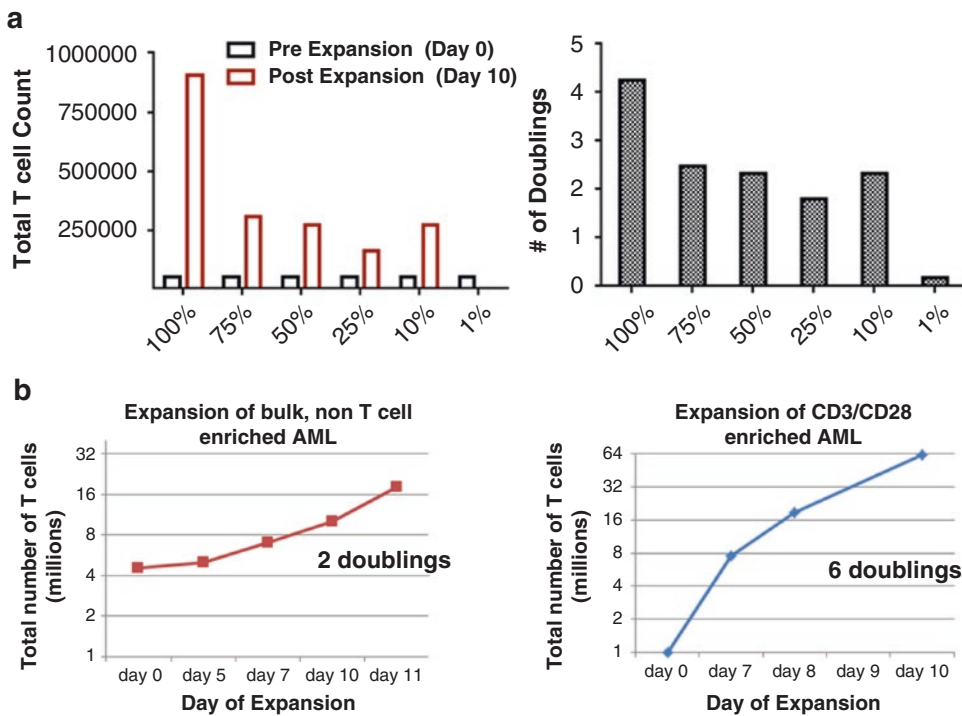 a
Total T cell Count
1000000
750000
500000
250000
Pre Expansion (Day 0)
Post Expansion (Day 10)
100%
75%
50%
25%
10%
1%
# of Doublings
5
4
3
2
1
0
100%
75%
50%
25%
10%
1%
b
Expansion of bulk, non T cell
enriched AML
Total number of T cells
(millions)
32
16
8
4
2
1
2 doublings
day 0
day 5
day 7
day 10
day 11
Day of Expansion
Expansion of CD3/CD28
enriched AML
Total number of T cells
(millions)
64
32
16
8
4
2
1
6 doublings
day 0
day 7
day 8
day 9
day 10
Day of Expansion